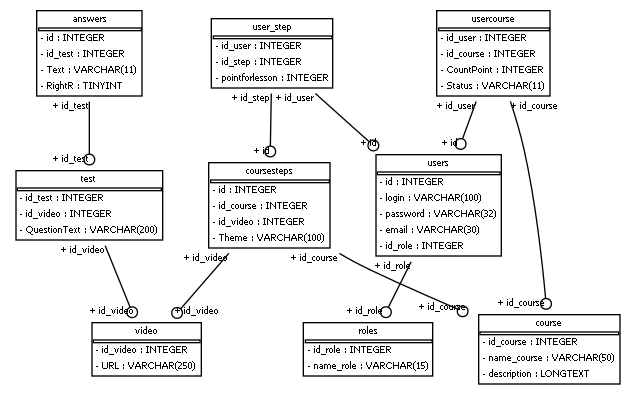 answers
- id : INTEGER
- id_test : INTEGER
- Text : VARCHAR(11)
- RightR : TINYINT
user_step
- id_user : INTEGER
- id_step : INTEGER
- pointforlesson : INTEGER
usercourse
- id_user : INTEGER
- id_course : INTEGER
- CountPoint : INTEGER
- Status : VARCHAR(11)
+ id_test
+ id_step
+ id_user
+ id_user
+ id_course
+ id_test
+ id
+ id
+ id
test
- id_test : INTEGER
- id_video : INTEGER
- QuestionText : VARCHAR(200)
coursesteps
- id : INTEGER
- id_course : INTEGER
- id_video : INTEGER
- Theme : VARCHAR(100)
users
- id : INTEGER
- login : VARCHAR(100)
- password : VARCHAR(32)
- email : VARCHAR(30)
- id_role : INTEGER
+ id_video
+ id_video
+ id_course
+ id_role
+ id_video
+ id_video
+ id_role
+ id_course
+ id_course
video
- id_video : INTEGER
- URL : VARCHAR(250)
roles
- id_role : INTEGER
- name_role : VARCHAR(15)
course
- id_course : INTEGER
- name_course : VARCHAR(50)
- description : LONGTEXT